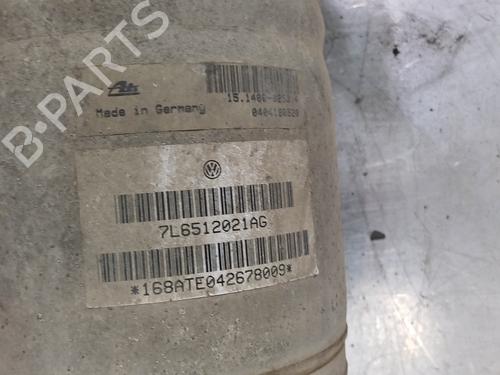 B-PARTS
Ate
Made in Germany
7L6512021AG
*168ATE042678009*